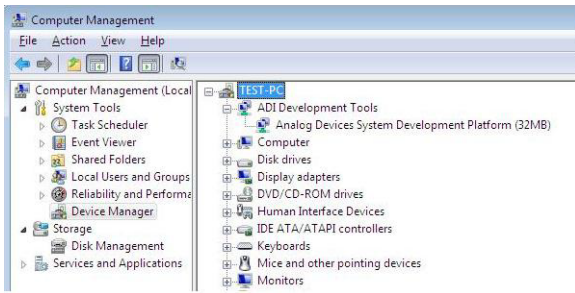 Computer Management
File Action View Help
Computer Management (Local
System Tools
Task Scheduler
Event Viewer
Shared Folders
Local Users and Groups
Reliability and Performa
Device Manager
Storage
Disk Management
Services and Applications
TEST-PC
ADI Development Tools
Analog Devices System Development Platform (32MB)
Computer
Disk drives
Display adapters
DVD/CD-ROM drives
Human Interface Devices
IDE ATA/ATAPI controllers
Keyboards
Mice and other pointing devices
Monitors